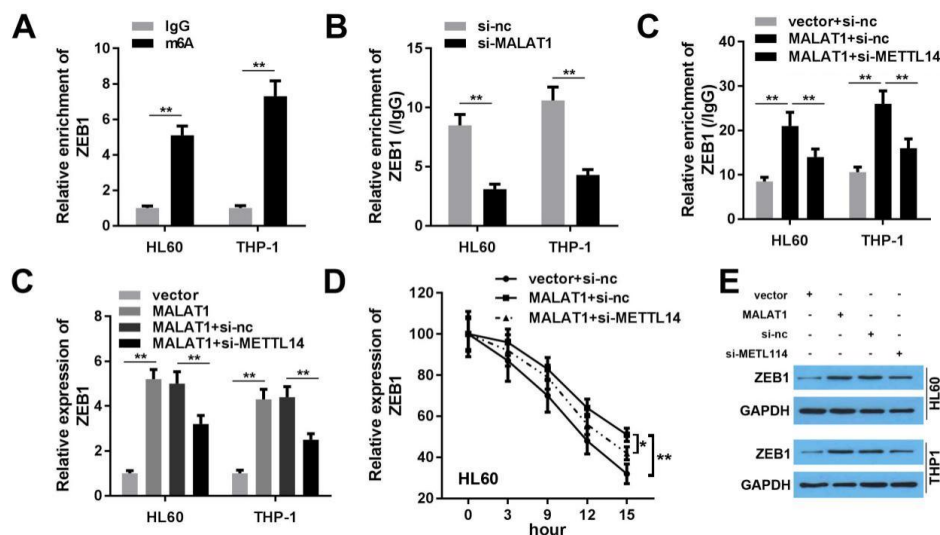 A
IgG
m6A
Relative enrichment of
ZEB1
10
8
6
4
2
0
**
**
HL60
THP-1
B
si-nc
si-MALAT1
Relative enrichment of
ZEB1 (/IgG)
15
10
5
0
**
**
HL60
THP-1
C
vector+si-nc
MALAT1+si-nc
MALAT1+si-METTL14
Relative enrichment of
ZEB1 (/IgG)
40
30
20
10
0
** **
** **
HL60
THP-1
C
vector
MALAT1
MALAT1+si-nc
MALAT1+si-METTL14
Relative expression of
ZEB1
8
6
4
2
0
** **
** **
HL60
THP-1
D
vector+si-nc
MALAT1+si-nc
MALAT1+si-METTL14
Relative expression of
ZEB1
120
100
80
60
40
20
*
**
HL60
0 3 9 12 15
hour
E
vector + - - -
MALAT1 - + - -
si-nc - - + -
si-METL114 - - - +
ZEB1
GAPDH
HL60
ZEB1
GAPDH
THP1